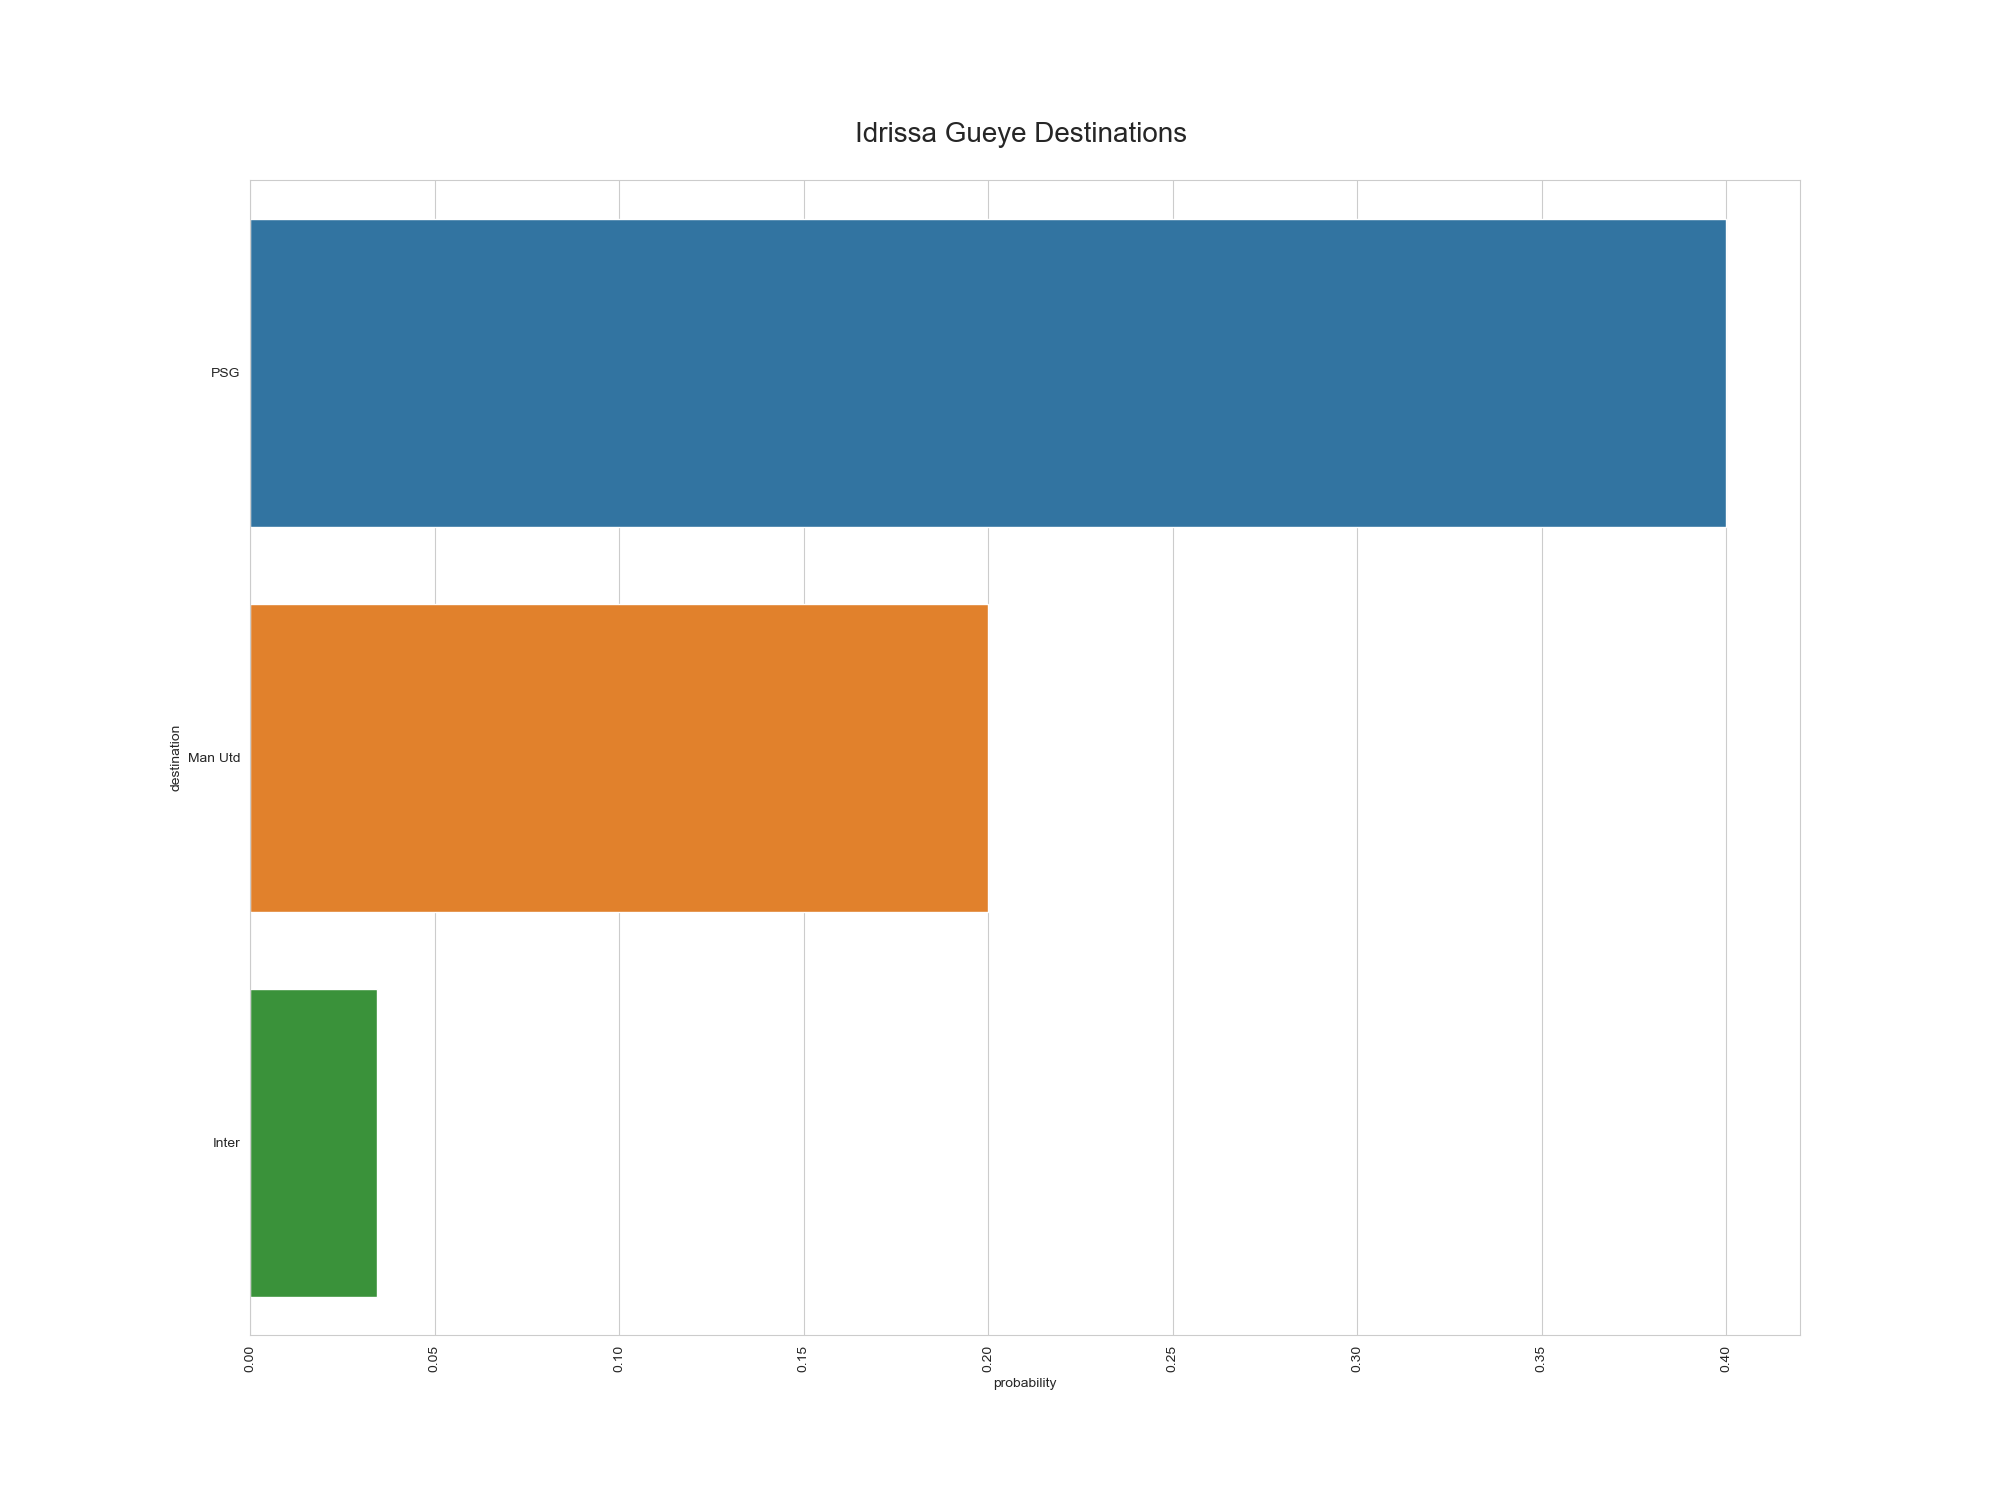 Idrissa Gueye Destinations
PSG
Man Utd
Inter
destination
0.00 0.05 0.10 0.15 0.20 0.25 0.30 0.35 0.40
probability